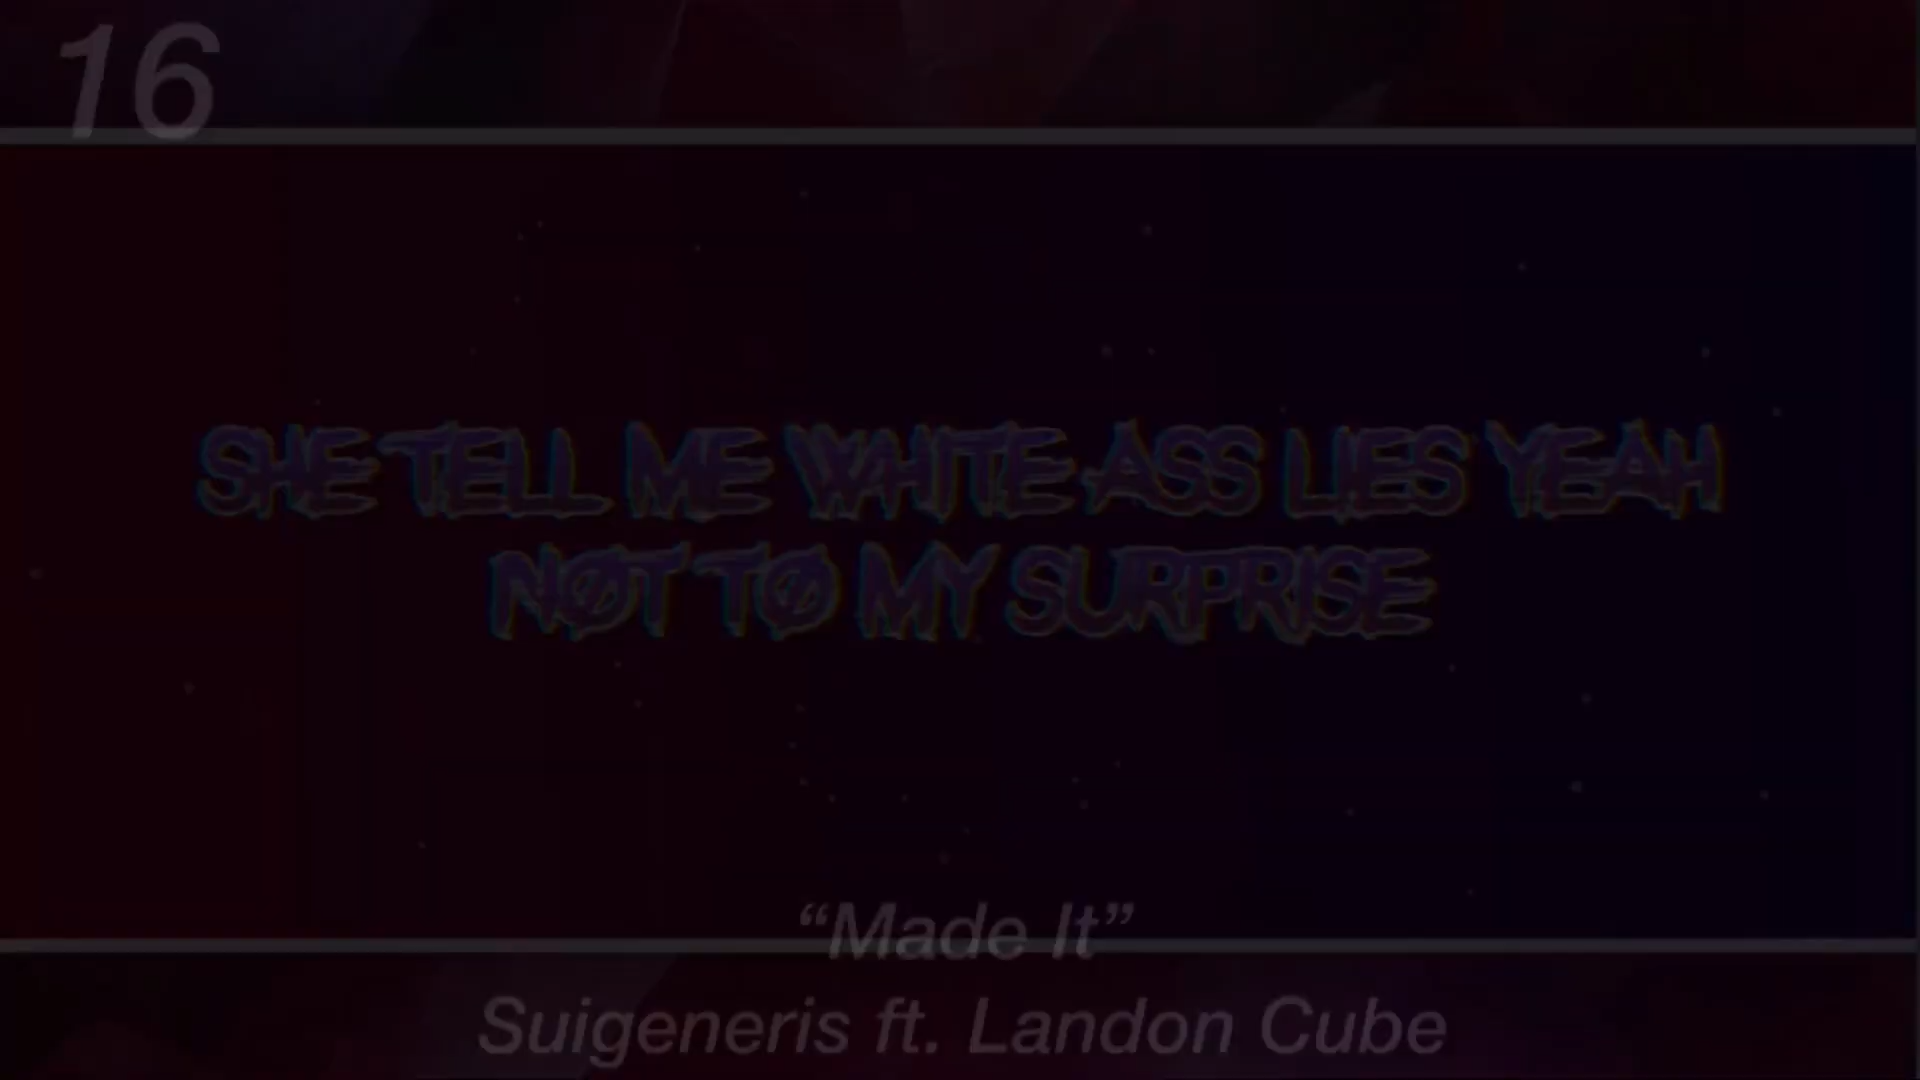 16
SHE TELL ME WHITE ASS LIES YEAH
NØT TØ MY SURPRISE
“Made It”
Suigeneris ft. Landon Cube